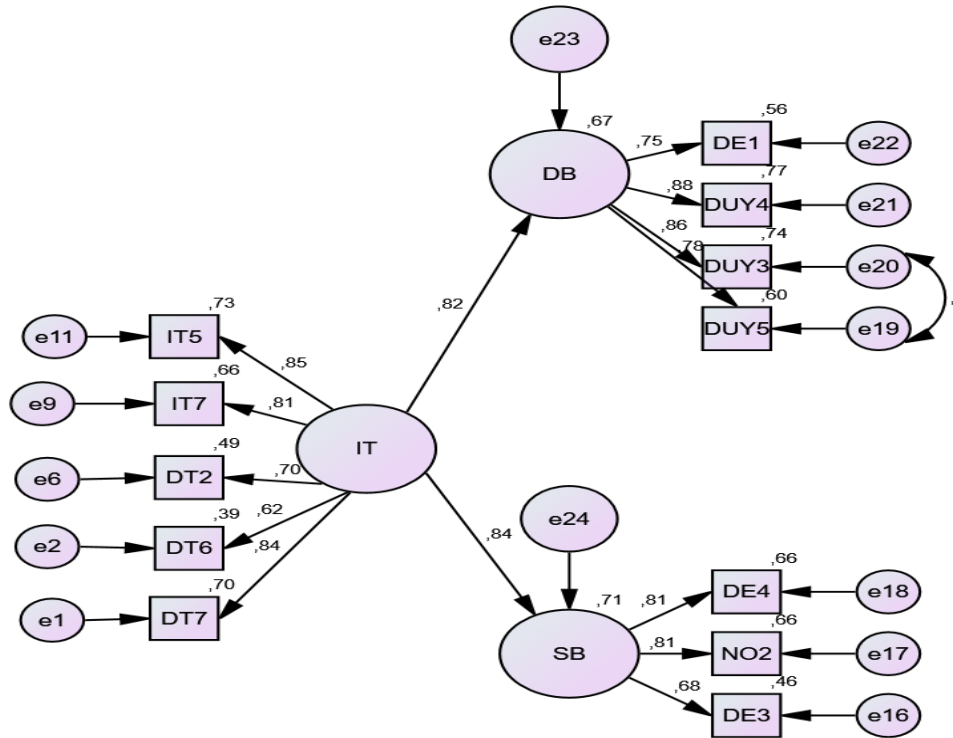 e23
,67
DB
,75
,56
DE1
e22
,88
,77
DUY4
e21
,86
,74
DUY3
e20
,78
,60
DUY5
e19
,
,82
,73
e11
IT5
,85
,66
e9
IT7
,81
IT
,49
e6
DT2
,70
,39
e2
DT6
,62
,70
e1
DT7
,84
,84
e24
,71
SB
,81
,66
DE4
e18
,81
,66
NO2
e17
,68
,46
DE3
e16